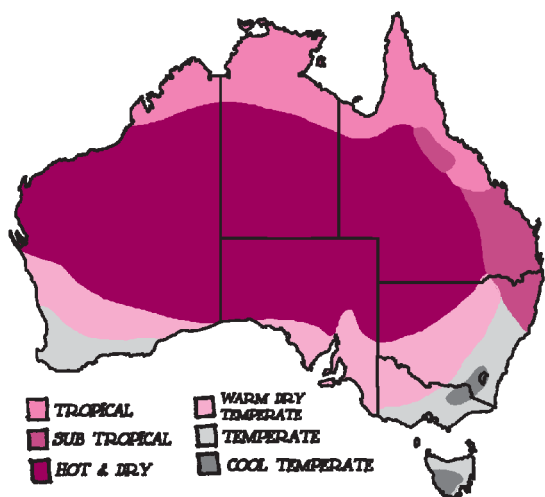 TROPICAL
SUB TROPICAL
HOT & DRY
WARM DRY
TEMPERATE
TEMPERATE
COOL TEMPERATE